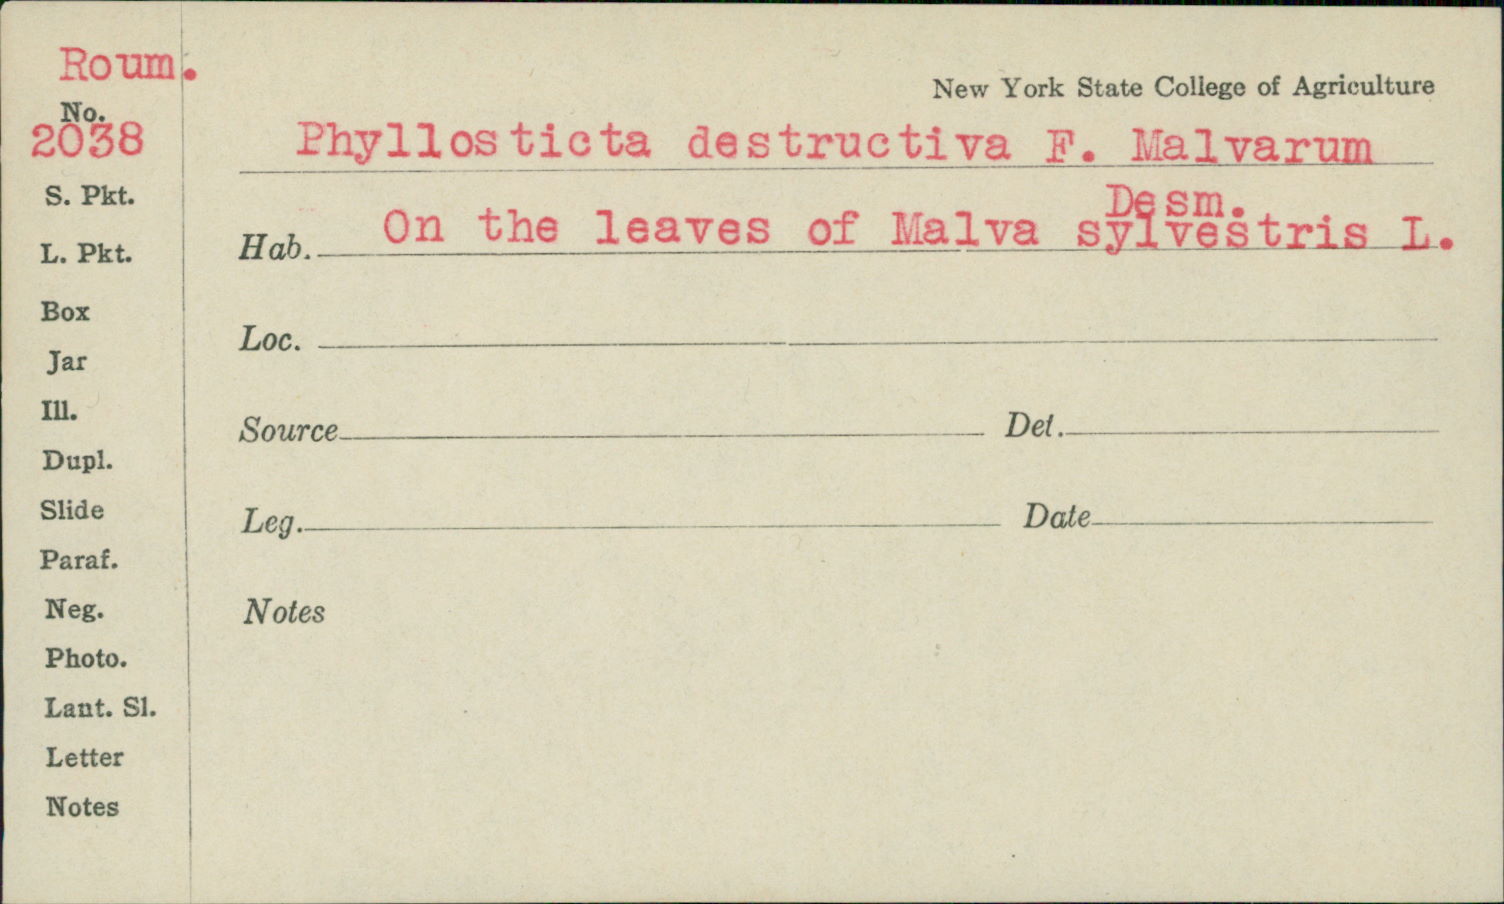 Roum.
No.
2038
S. Pkt.
L. Pkt.
Box
Jar
Ill.
Dupl.
Slide
Paraf.
Neg.
Photo.
Lant. Sl.
Letter
Notes
New York State College of Agriculture
Phyllosticta destructiva F. Malvarum
Desm.
Hab. On the leaves of Malva sylvestris L.
Loc.
Source Det.
Leg. Date
Notes